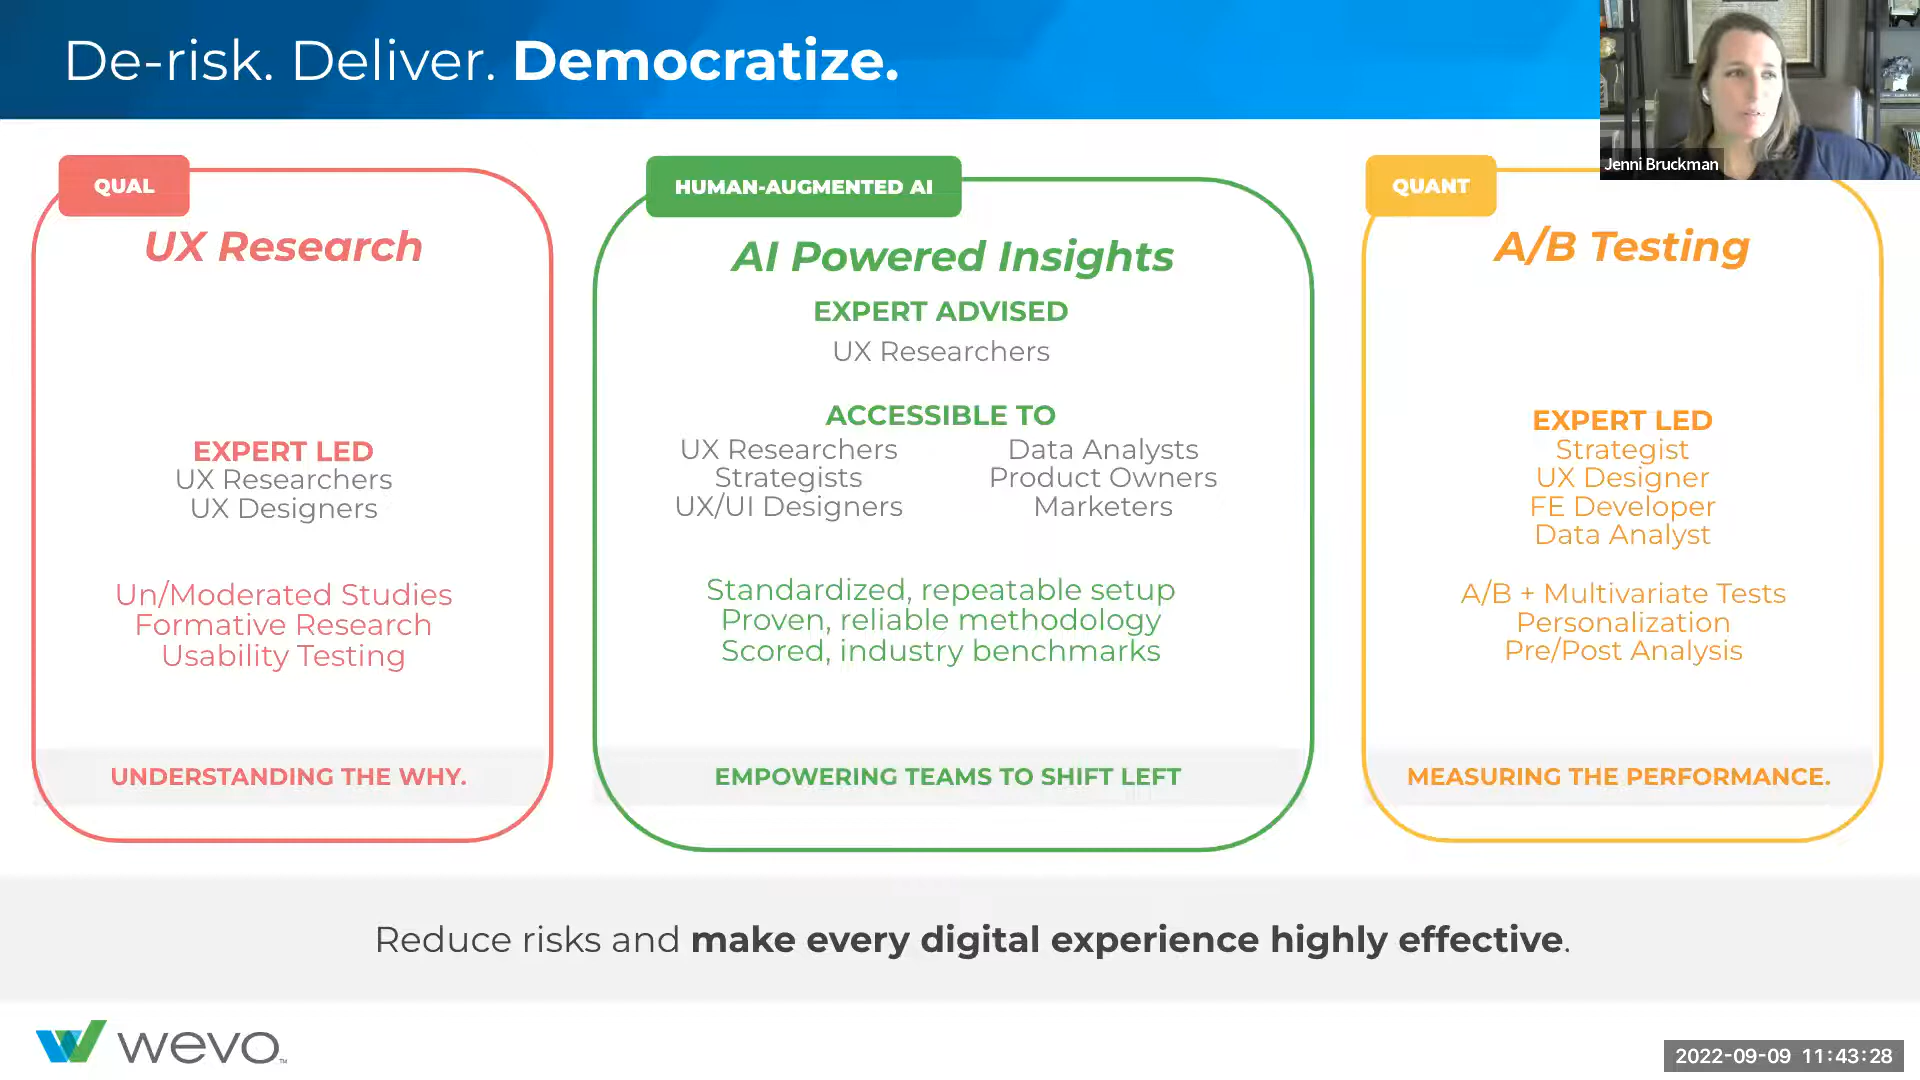 De-risk. Deliver. Democratize.
Jenni Bruckman
QUAL
UX Research
EXPERT LED
UX Researchers
UX Designers
Un/Moderated Studies
Formative Research
Usability Testing
UNDERSTANDING THE WHY.
HUMAN-AUGMENTED AI
AI Powered Insights
EXPERT ADVISED
UX Researchers
ACCESSIBLE TO
UX Researchers
Strategists
UX/UI Designers
Data Analysts
Product Owners
Marketers
Standardized, repeatable setup
Proven, reliable methodology
Scored, industry benchmarks
EMPOWERING TEAMS TO SHIFT LEFT
QUANT
A/B Testing
EXPERT LED
Strategist
UX Designer
FE Developer
Data Analyst
A/B + Multivariate Tests
Personalization
Pre/Post Analysis
MEASURING THE PERFORMANCE.
Reduce risks and make every digital experience highly effective.
wevo™
2022-09-09 11:43:28